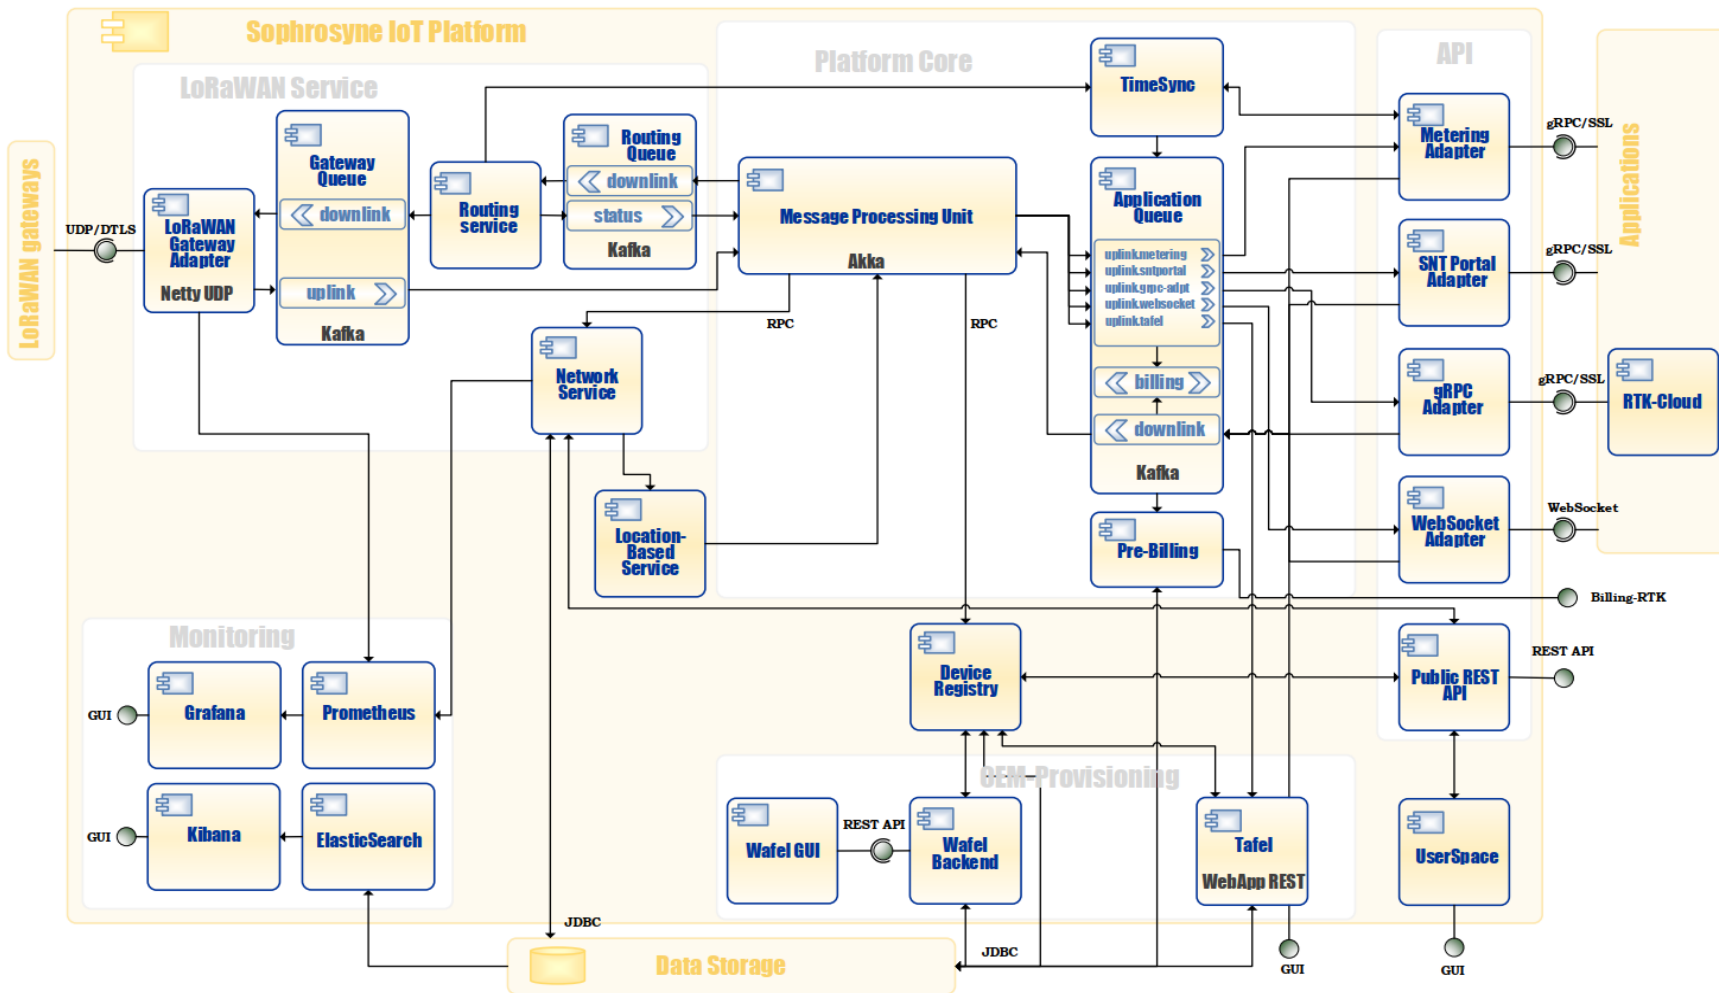 Sophrosyne IoT Platform
LoRaWAN Service
Platform Core
API
LoRaWAN gateways
Applications
UDP/DTLS
LoRaWAN
Gateway
Adapter
Netty UDP
Gateway
Queue
downlink
uplink
Kafka
Routing
service
Routing
Queue
downlink
status
Kafka
Message Processing Unit
Akka
RPC
RPC
TimeSync
Application
Queue
uplink.metering
uplink.sntportal
uplink.grpc-adpt
uplink.websocket
uplink.tafel
billing
downlink
Kafka
Pre-Billing
Metering
Adapter
gRPC/SSL
SNT Portal
Adapter
gRPC/SSL
gRPC
Adapter
gRPC/SSL
RTK-Cloud
WebSocket
Adapter
WebSocket
Billing-RTK
Network
Service
Location-
Based
Service
Monitoring
GUI
Grafana
Prometheus
GUI
Kibana
ElasticSearch
Device
Registry
Public REST
API
REST API
OEM-Provisioning
Wafel GUI
REST API
Wafel
Backend
Tafel
WebApp REST
UserSpace
JDBC
JDBC
Data Storage
GUI
GUI